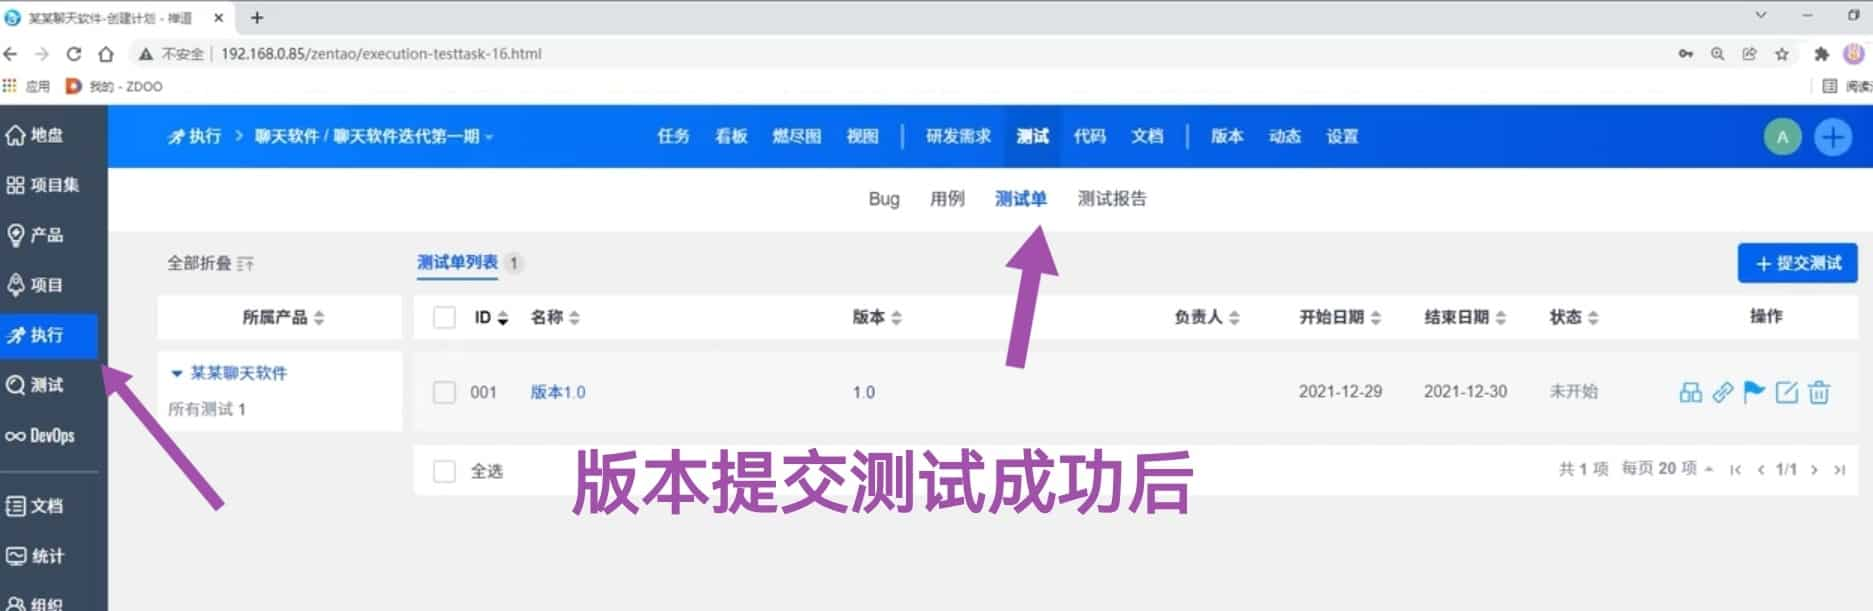 某某聊天软件-创建计划 - 禅道
不安全 192.168.0.85/zentao/execution-testtask-16.html
应用 我的 - ZDOO
地盘
项目集
产品
项目
执行
测试
DevOps
文档
统计
组织
执行 > 聊天软件 / 聊天软件迭代第一期
任务 看板 燃尽图 视图 | 研发需求 测试 代码 文档 | 版本 动态 设置
A
Bug 用例 测试单 测试报告
全部折叠
测试单列表 1
+ 提交测试
所属产品
ID 名称 版本 负责人 开始日期 结束日期 状态 操作
某某聊天软件
所有测试 1
001 版本1.0 1.0 2021-12-29 2021-12-30 未开始
全选
共 1 项 每页 20 项 1/1
版本提交测试成功后